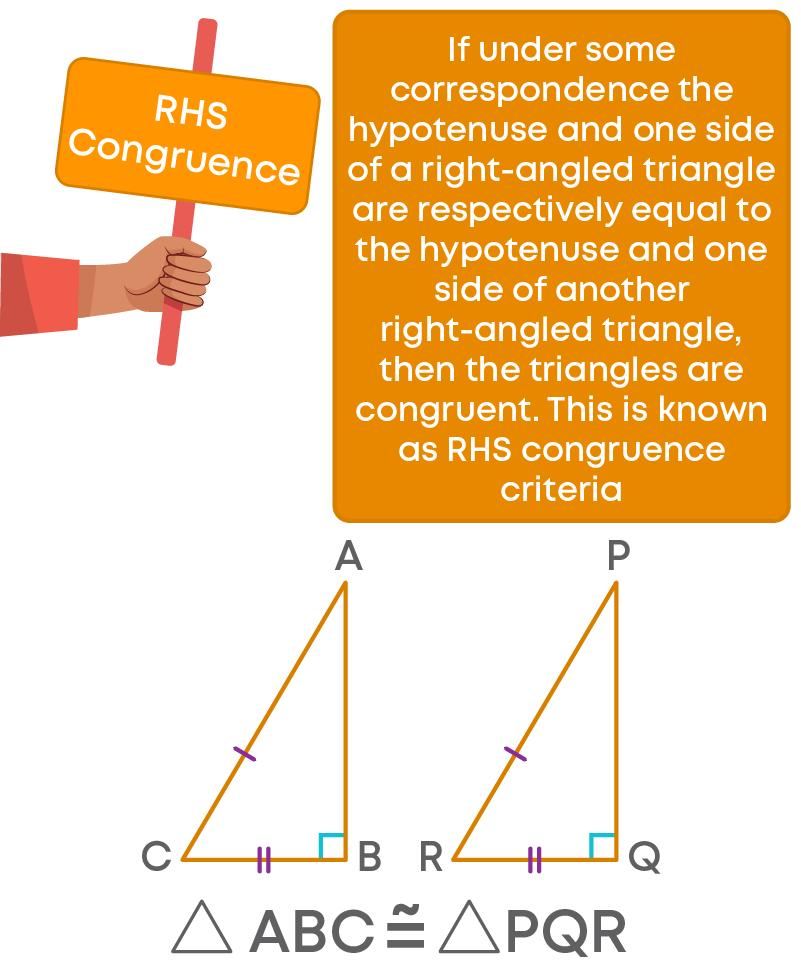 RHS
Congruence
If under some
correspondence the
hypotenuse and one side
of a right-angled triangle
are respectively equal to
the hypotenuse and one
side of another
right-angled triangle,
then the triangles are
congruent. This is known
as RHS congruence
criteria
A
P
C
B
R
Q
△ ABC ≅ △PQR